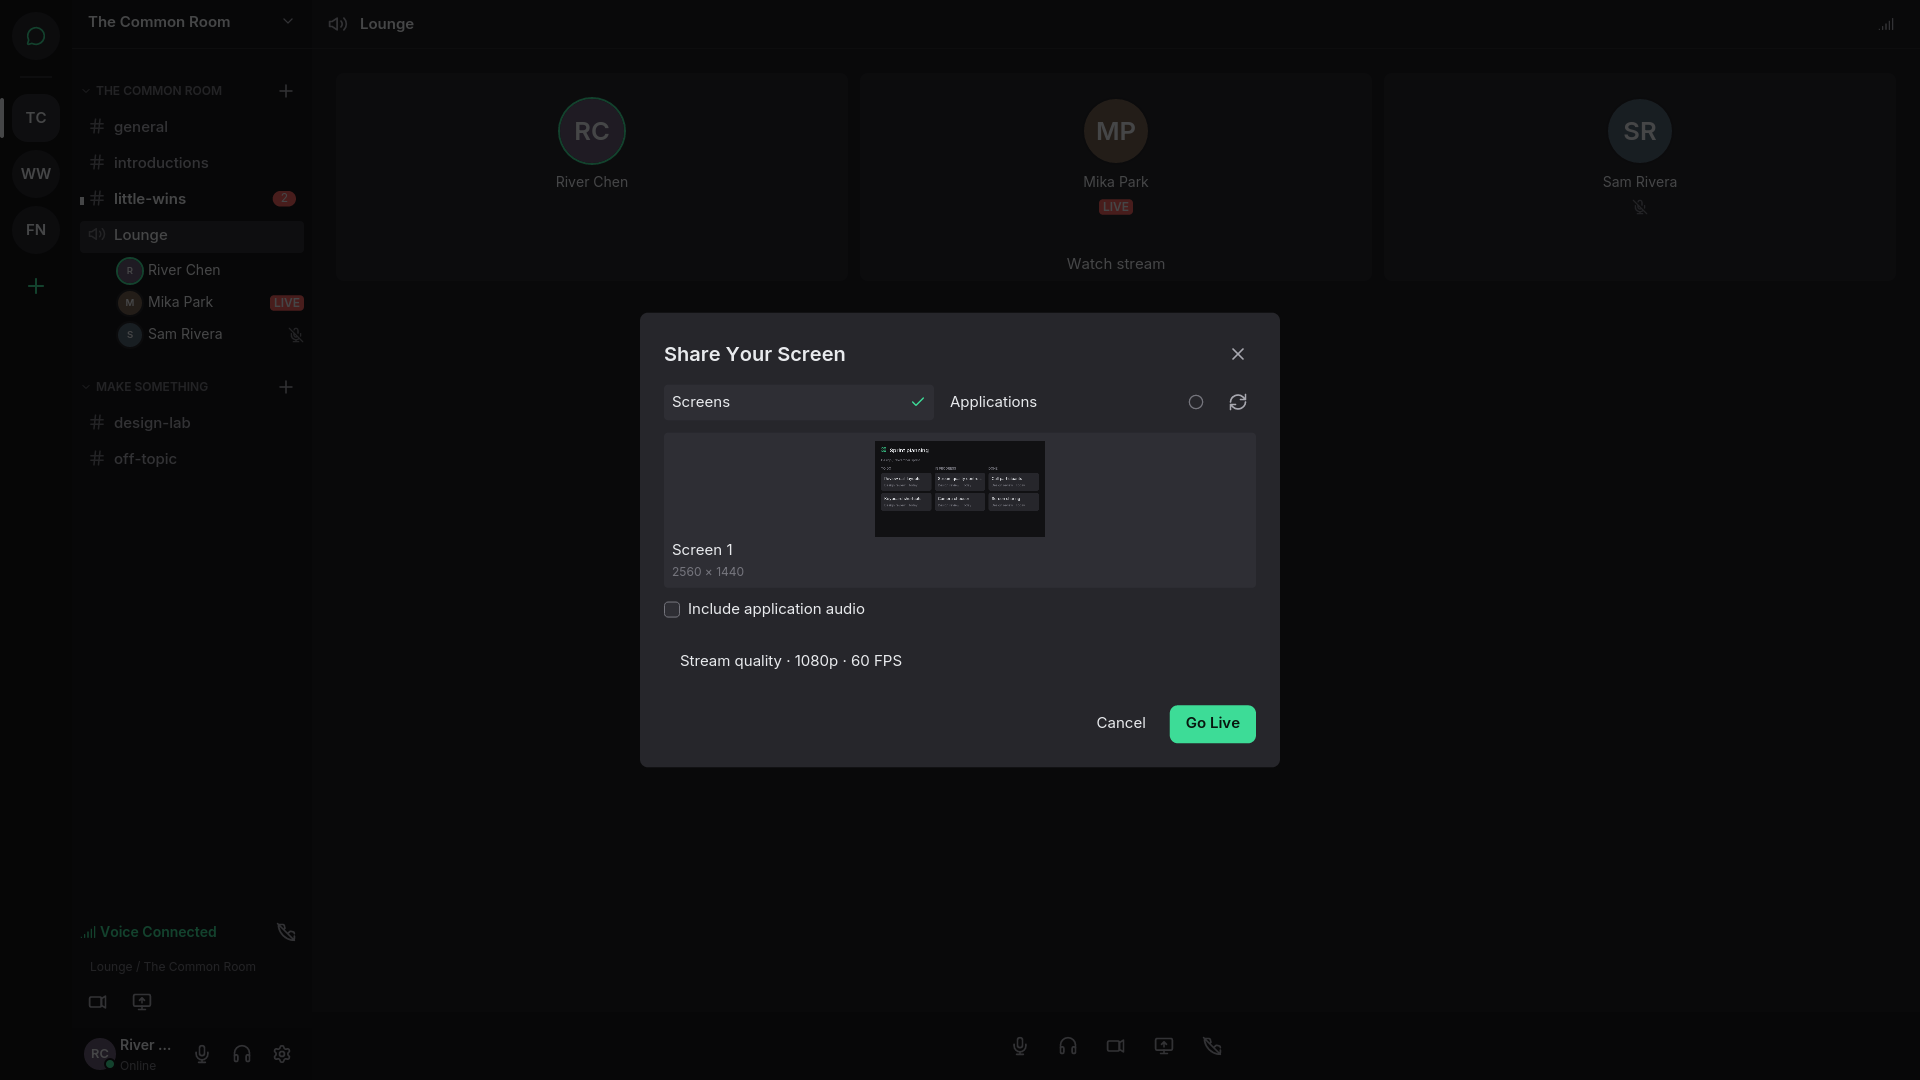 The Common Room
Lounge
THE COMMON ROOM
TC
general
introductions
WW
little-wins
2
FN
Lounge
R
River Chen
M
Mika Park
LIVE
S
Sam Rivera
MAKE SOMETHING
design-lab
off-topic
RC
River Chen
MP
Mika Park
LIVE
Watch stream
SR
Sam Rivera
Share Your Screen
Screens
Applications
Sprint planning
Screen 1
2560 × 1440
Include application audio
Stream quality · 1080p · 60 FPS
Cancel
Go Live
Voice Connected
Lounge / The Common Room
RC
River ...
Online